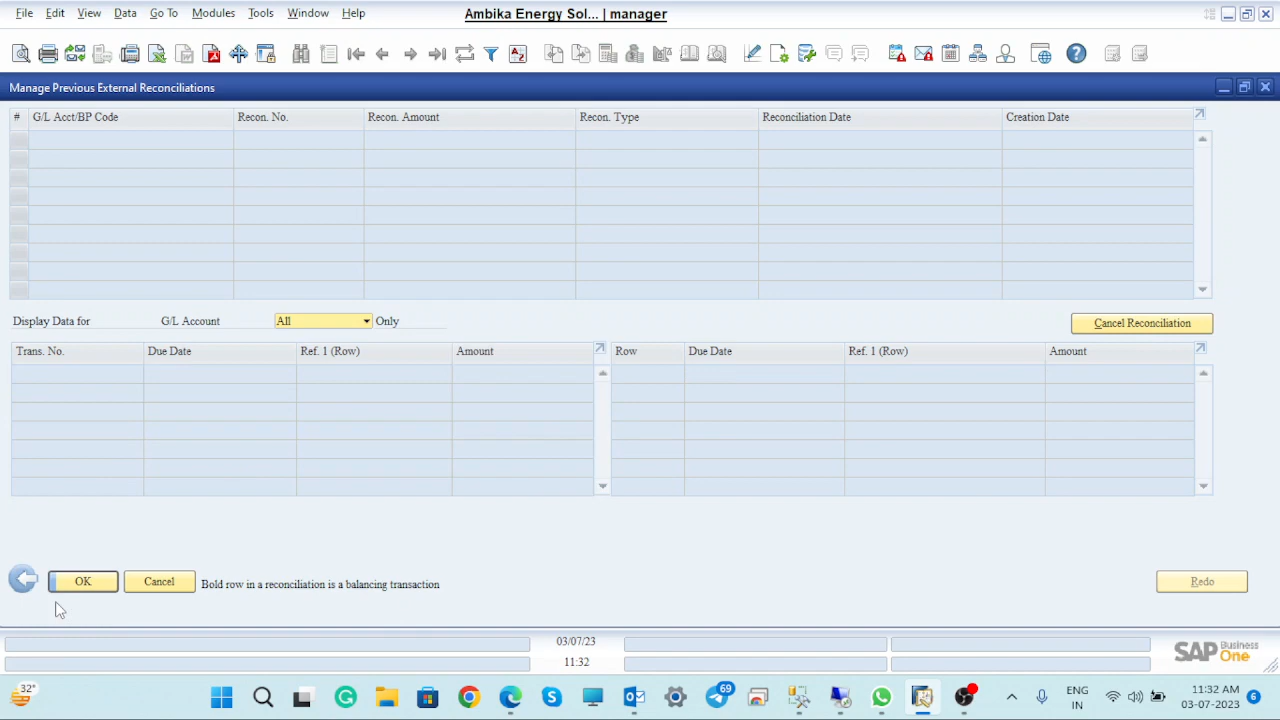 File Edit View Data Go To Modules Tools Window Help
Ambika Energy Sol... | manager
Manage Previous External Reconciliations
# G/L Acct/BP Code Recon. No. Recon. Amount Recon. Type Reconciliation Date Creation Date
Display Data for G/L Account All Only
Cancel Reconciliation
Trans. No. Due Date Ref. 1 (Row) Amount Row Due Date Ref. 1 (Row) Amount
OK Cancel Bold row in a reconciliation is a balancing transaction Redo
03/07/23
11:32
SAP Business One
32°
69
ENG
IN
11:32 AM
03-07-2023
6